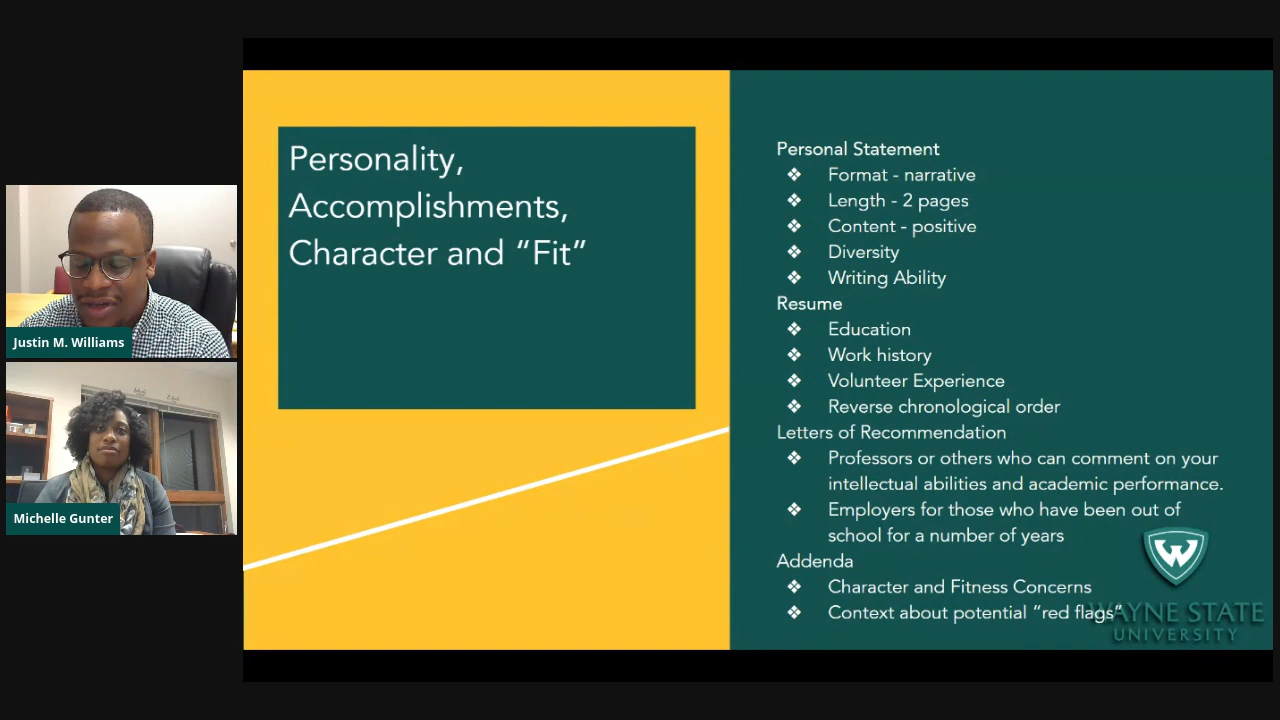 Personality,
Accomplishments,
Character and “Fit”
Personal Statement
❖ Format - narrative
❖ Length - 2 pages
❖ Content - positive
❖ Diversity
❖ Writing Ability
Resume
❖ Education
❖ Work history
❖ Volunteer Experience
❖ Reverse chronological order
Letters of Recommendation
❖ Professors or others who can comment on your
intellectual abilities and academic performance.
❖ Employers for those who have been out of
school for a number of years
Addenda
❖ Character and Fitness Concerns
❖ Context about potential “red flags”
W
WAYNE STATE
UNIVERSITY
Justin M. Williams
Michelle Gunter